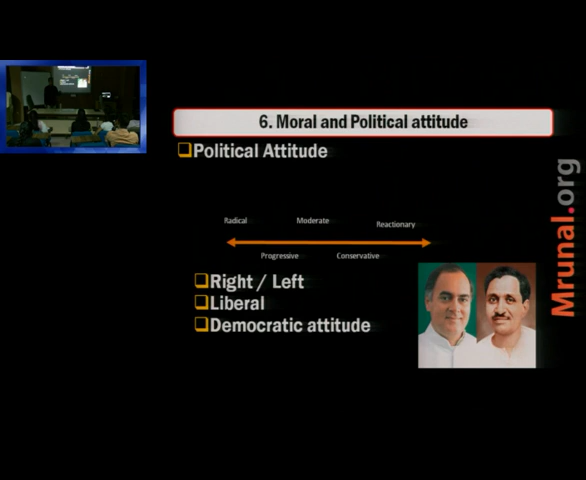 6. Moral and Political attitude
Political Attitude
Radical
Moderate
Reactionary
Progressive
Conservative
Right / Left
Liberal
Democratic attitude
Mrunal.org